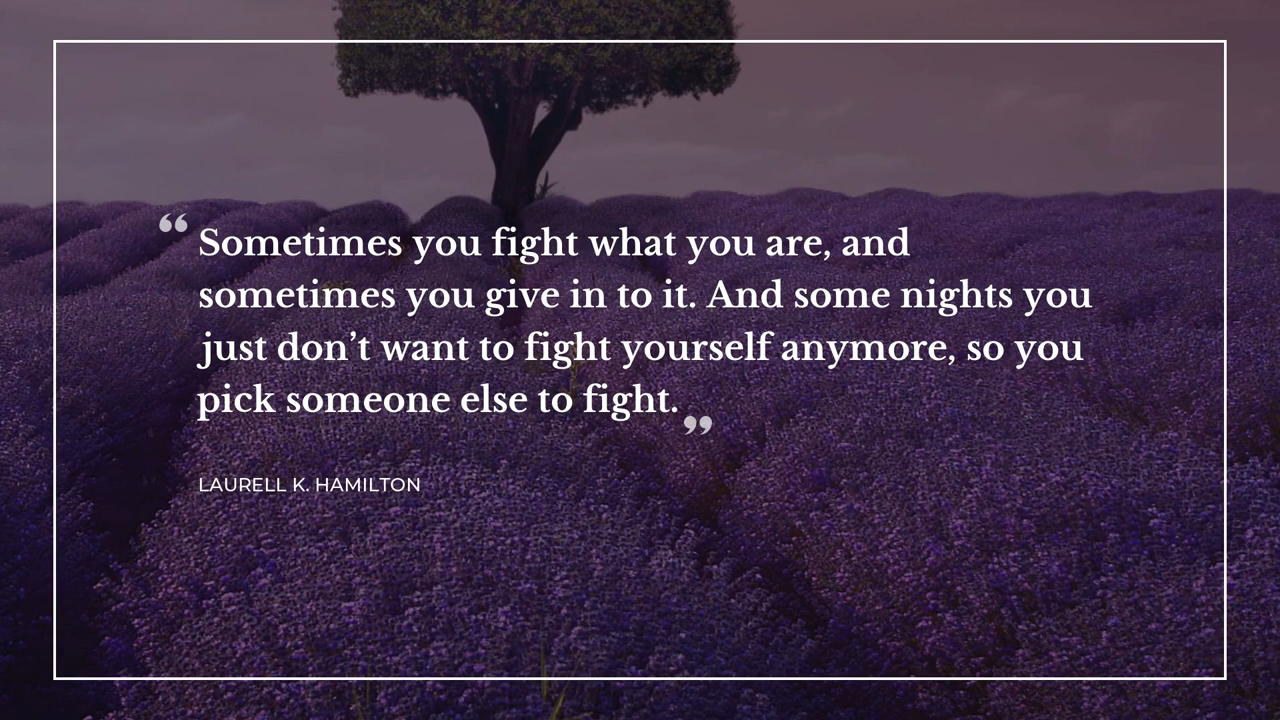 “Sometimes you fight what you are, and
sometimes you give in to it. And some nights you
just don’t want to fight yourself anymore, so you
pick someone else to fight.”
LAURELL K. HAMILTON